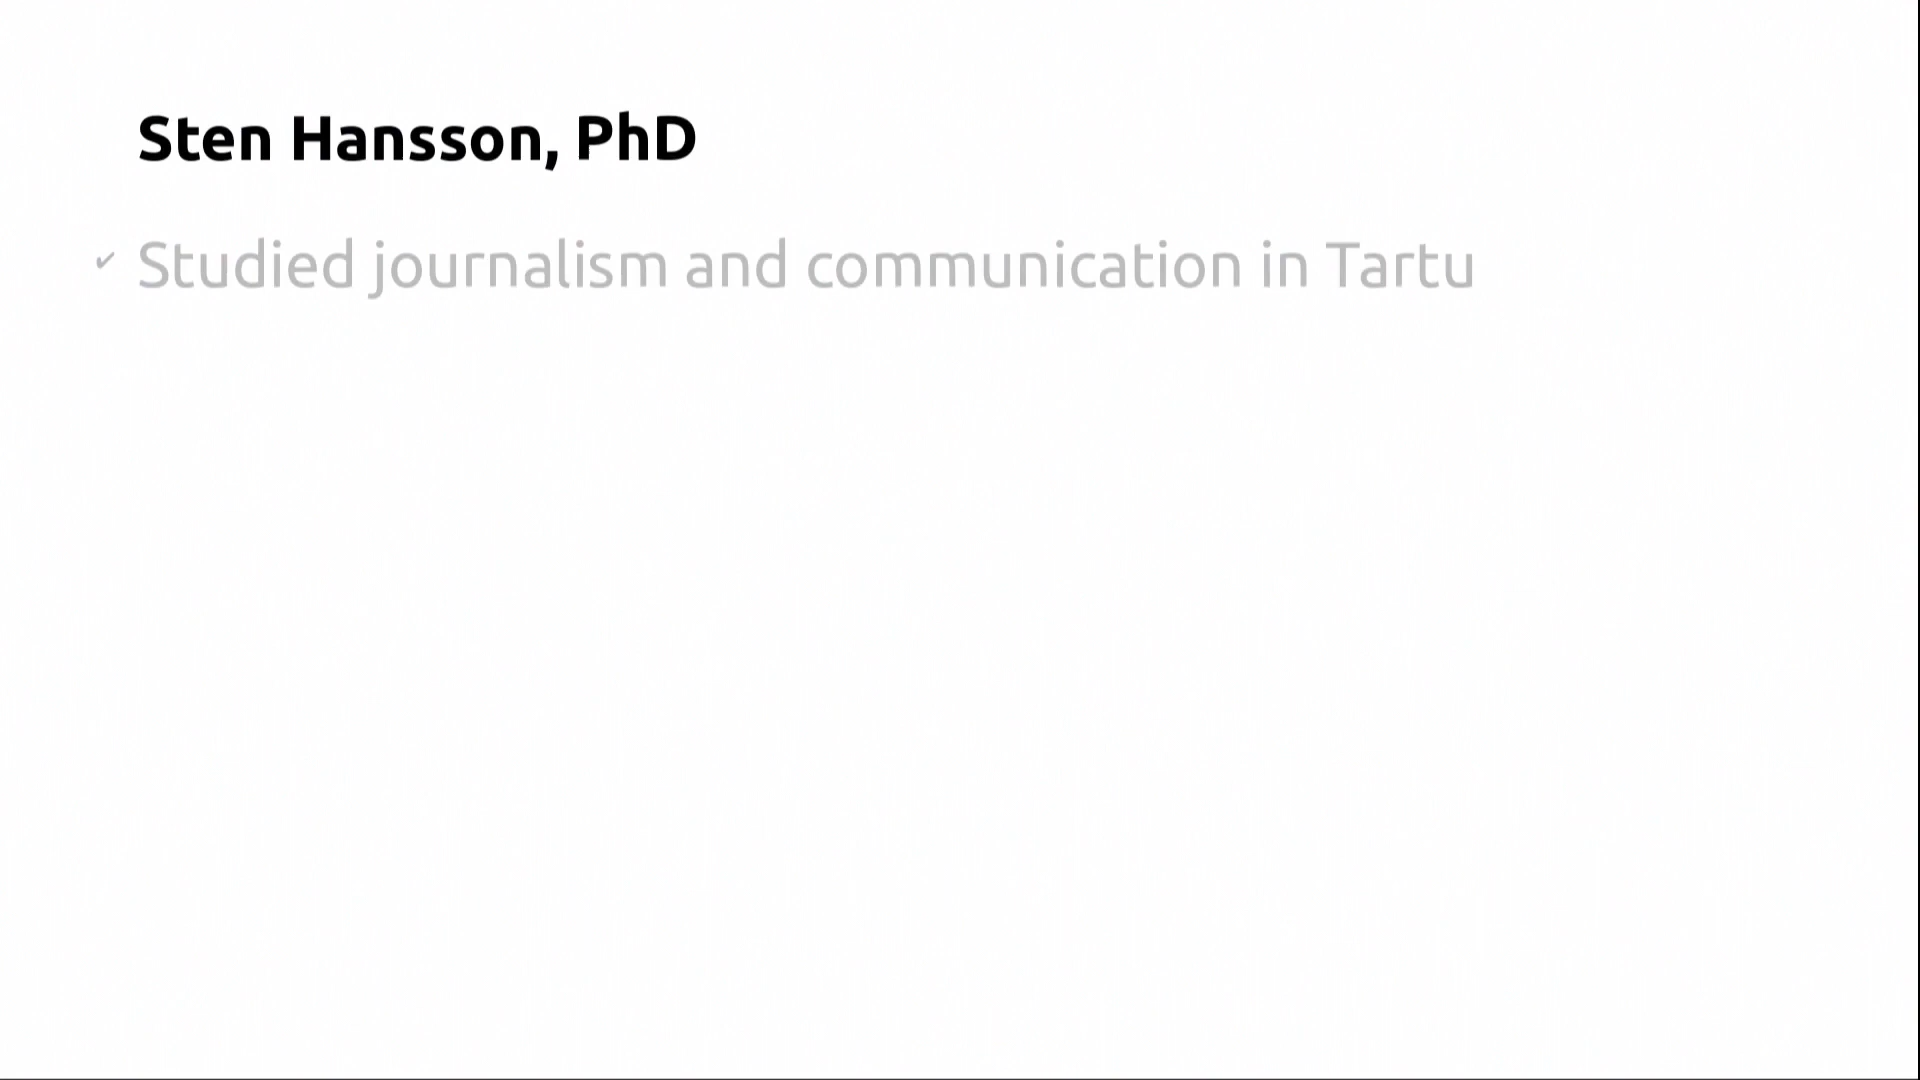 Sten Hansson, PhD
✔ Studied journalism and communication in Tartu